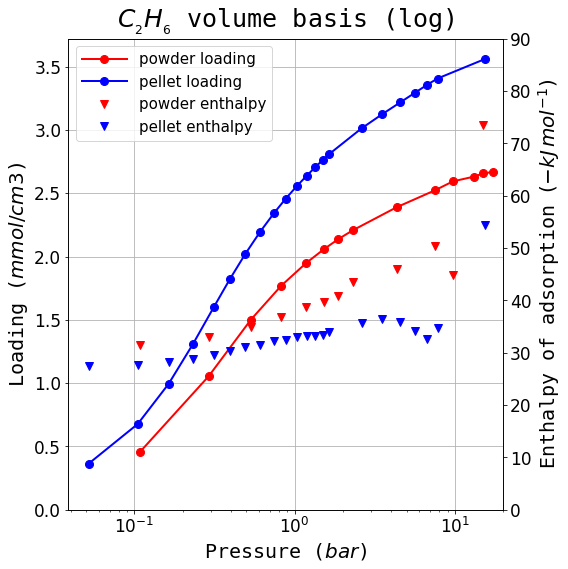 C₂H₆ volume basis (log)
powder loading
pellet loading
powder enthalpy
pellet enthalpy
Loading (mmol/cm3)
3.5
3.0
2.5
2.0
1.5
1.0
0.5
0.0
90
80
70
60
50
40
30
20
10
0
Enthalpy of adsorption (−kJmol⁻¹)
10⁻¹
10⁰
10¹
Pressure (bar)